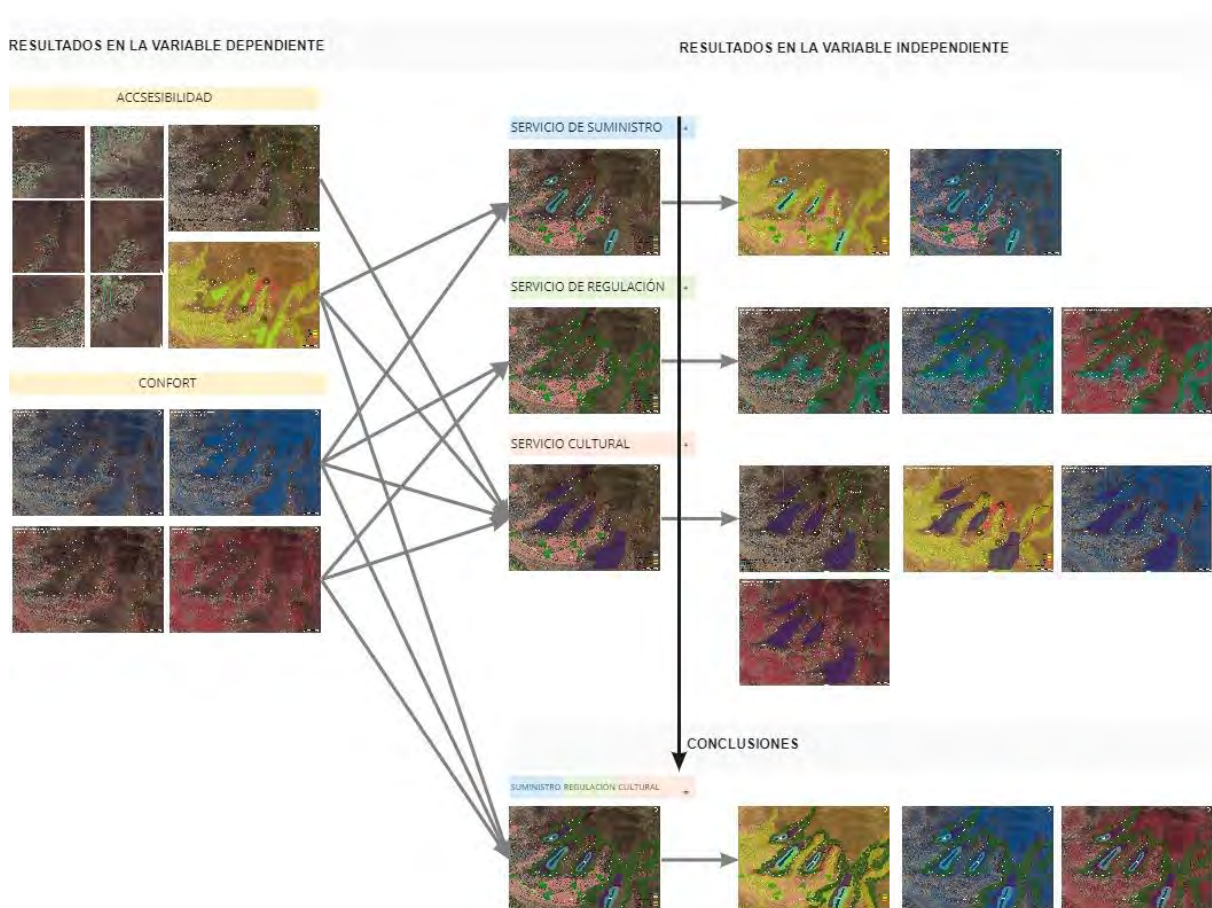 RESULTADOS EN LA VARIABLE DEPENDIENTE
RESULTADOS EN LA VARIABLE INDEPENDIENTE
ACCSESIBILIDAD
SERVICIO DE SUMINISTRO +
SERVICIO DE REGULACIÓN +
CONFORT
SERVICIO CULTURAL +
CONCLUSIONES
SUMINISTRO REGULACIÓN CULTURAL =